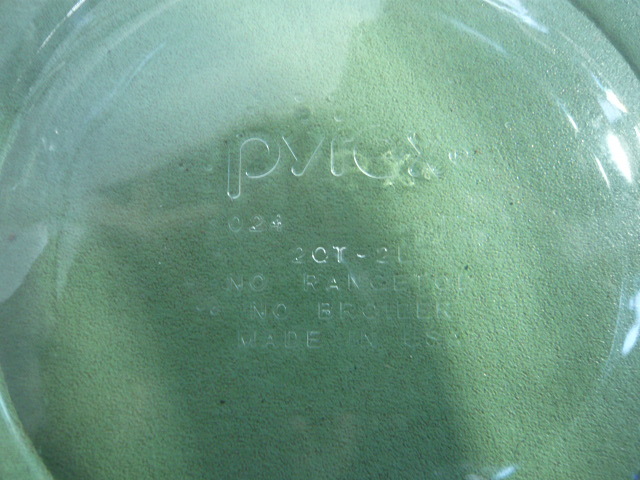 pyrex
024
2QT-2L
NO RANGETOP
NO BROILER
MADE IN USA